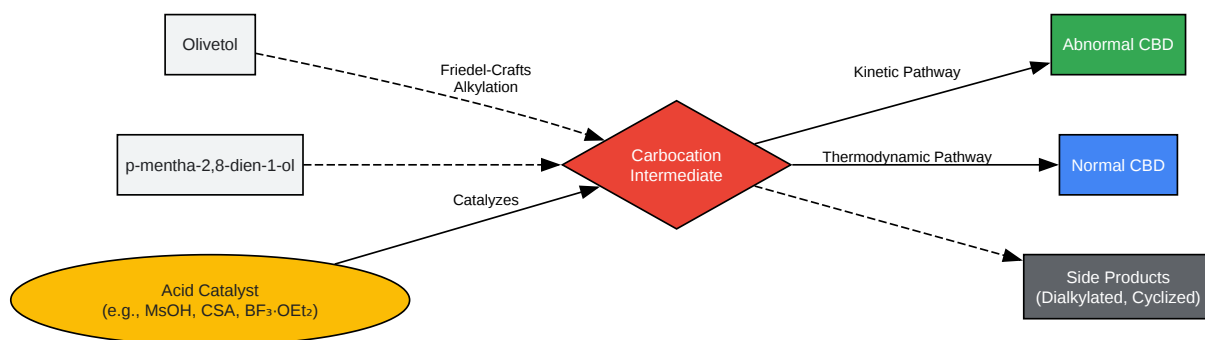 Olivetol
Friedel-Crafts
Alkylation
p-mentha-2,8-dien-1-ol
Catalyzes
Acid Catalyst
(e.g., MsOH, CSA, BF₃·OEt₂)
Carbocation
Intermediate
Kinetic Pathway
Abnormal CBD
Thermodynamic Pathway
Normal CBD
Side Products
(Dialkylated, Cyclized)